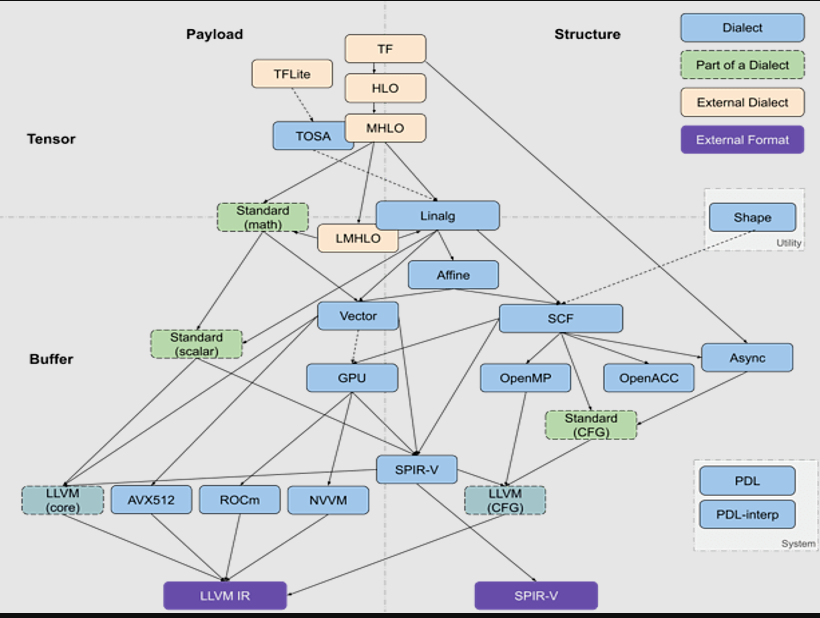 Payload
Structure
Dialect
TF
TFLite
Part of a Dialect
HLO
External Dialect
Tensor
TOSA
MHLO
External Format
Standard
(math)
Linalg
Shape
LMHLO
Utility
Affine
Vector
SCF
Standard
(scalar)
Buffer
Async
GPU
OpenMP
OpenACC
Standard
(CFG)
SPIR-V
PDL
LLVM
(core)
AVX512
ROCm
NVVM
LLVM
(CFG)
PDL-interp
System
LLVM IR
SPIR-V